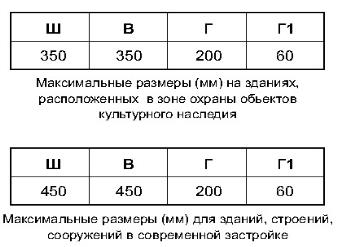 Ш В Г Г1
350 350 200 60
Максимальные размеры (мм) на зданиях,
расположенных в зоне охраны объектов
культурного наследия
Ш В Г Г1
450 450 200 60
Максимальные размеры (мм) для зданий, строений,
сооружений в современной застройке